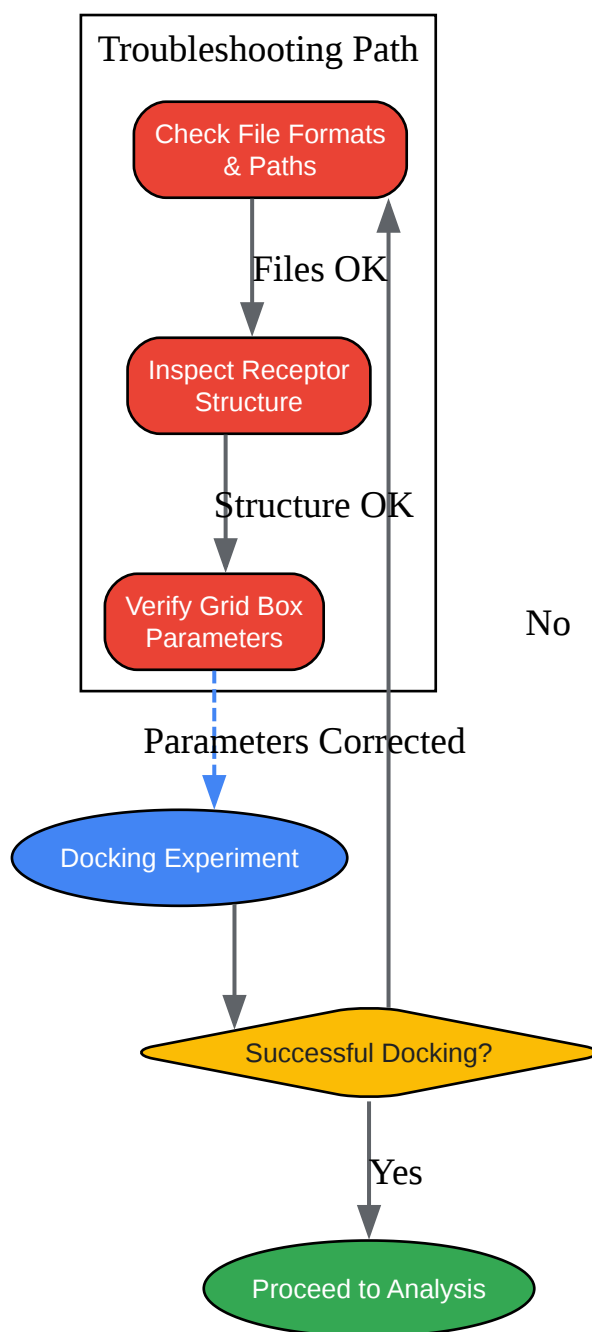 Troubleshooting Path
Check File Formats
& Paths
Files OK
Inspect Receptor
Structure
Structure OK
Verify Grid Box
Parameters
No
Parameters Corrected
Docking Experiment
Successful Docking?
Yes
Proceed to Analysis